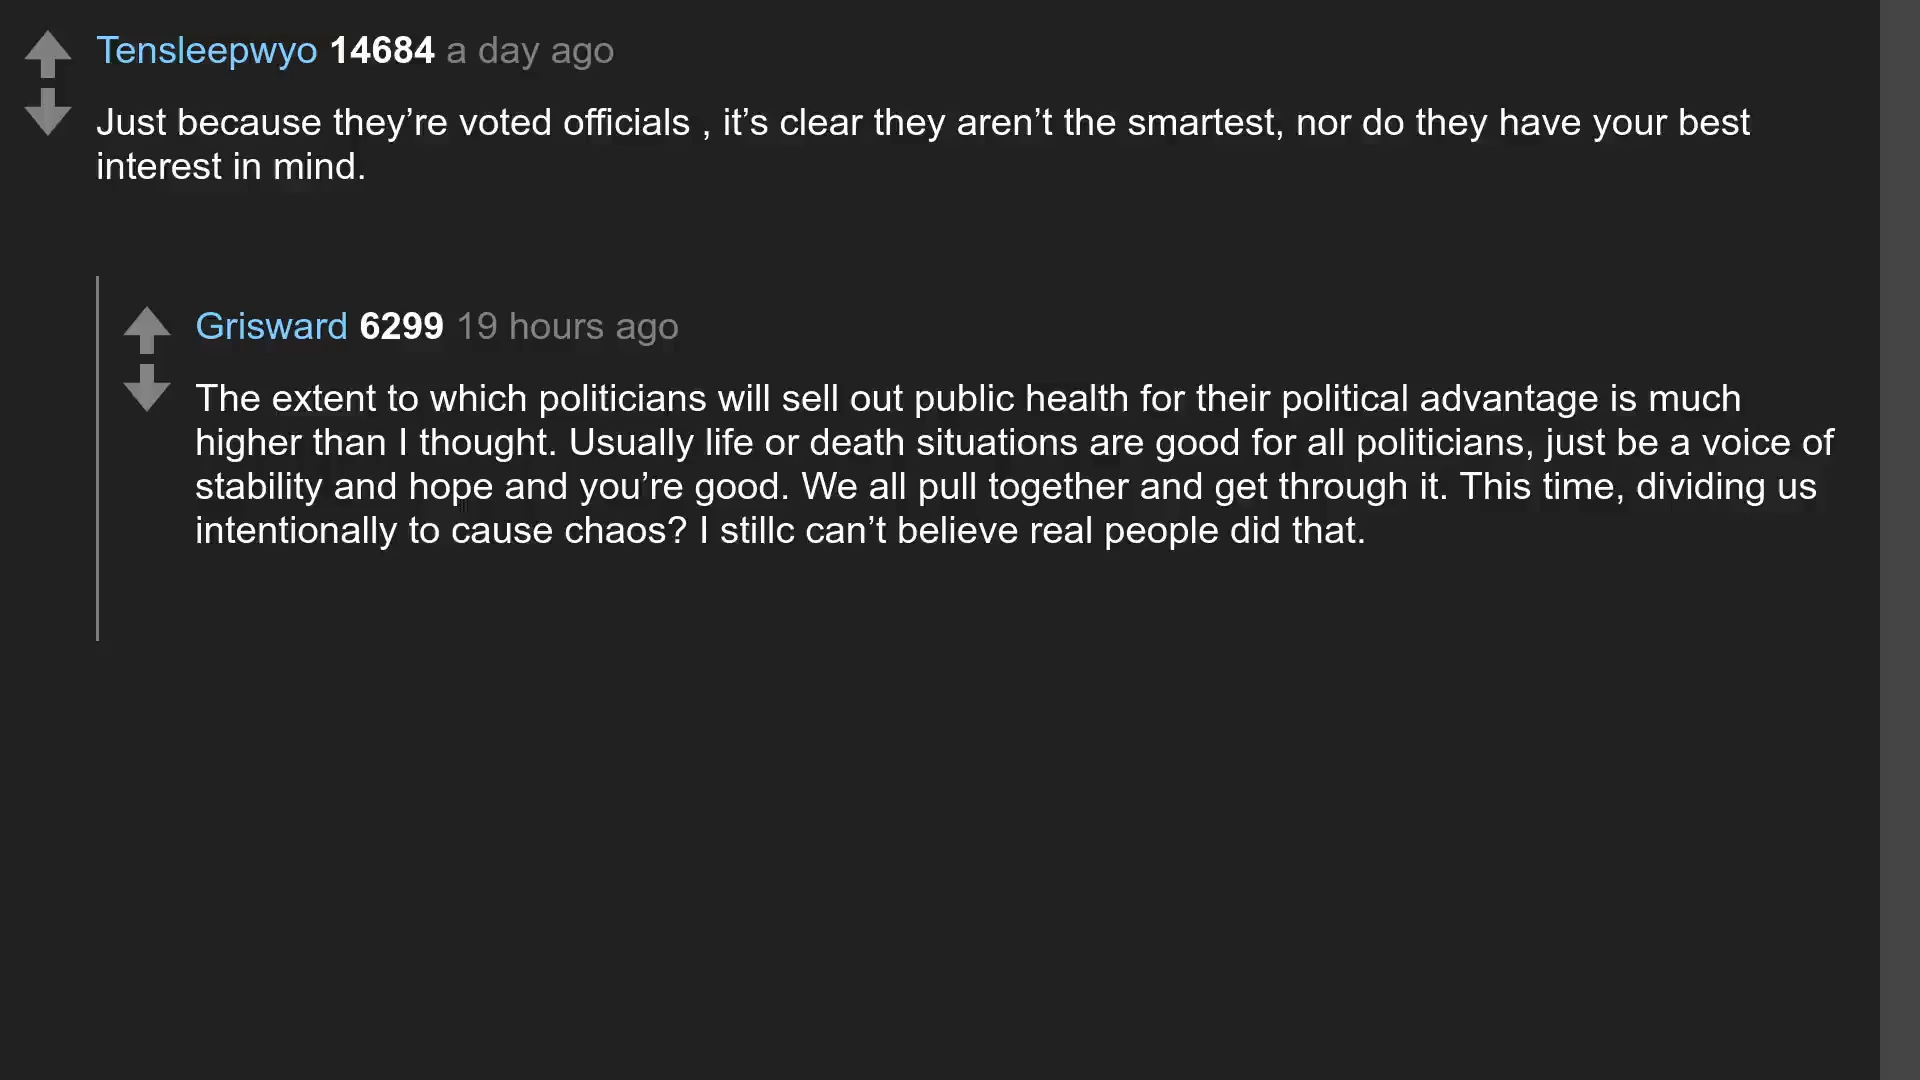 Tensleepwyo 14684 a day ago
Just because they’re voted officials , it’s clear they aren’t the smartest, nor do they have your best
interest in mind.
Grisward 6299 19 hours ago
The extent to which politicians will sell out public health for their political advantage is much
higher than I thought. Usually life or death situations are good for all politicians, just be a voice of
stability and hope and you’re good. We all pull together and get through it. This time, dividing us
intentionally to cause chaos? I stillc can’t believe real people did that.